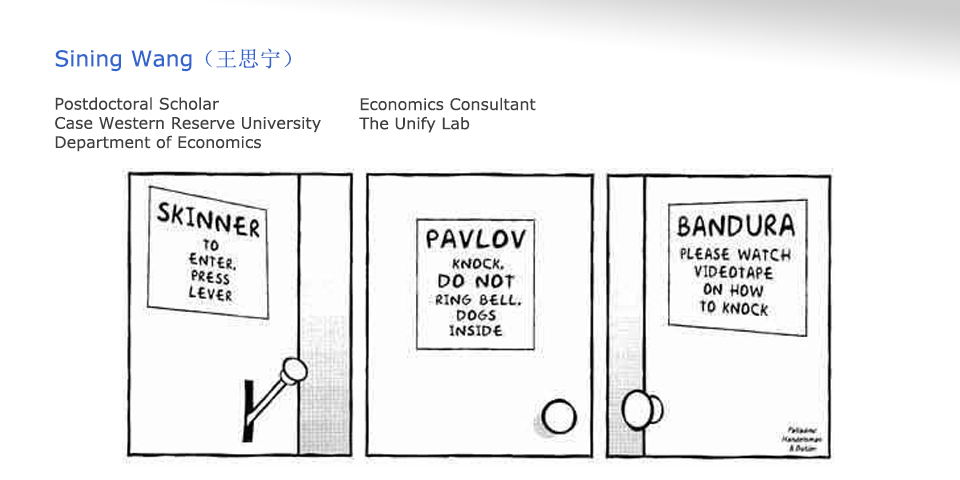 Sining Wang（王思宁）
Postdoctoral Scholar
Case Western Reserve University
Department of Economics
Economics Consultant
The Unify Lab
SKINNER
TO
ENTER,
PRESS
LEVER
PAVLOV
KNOCK,
DO NOT
RING BELL.
DOGS
INSIDE
BANDURA
PLEASE WATCH
VIDEOTAPE
ON HOW
TO KNOCK
Handelsman